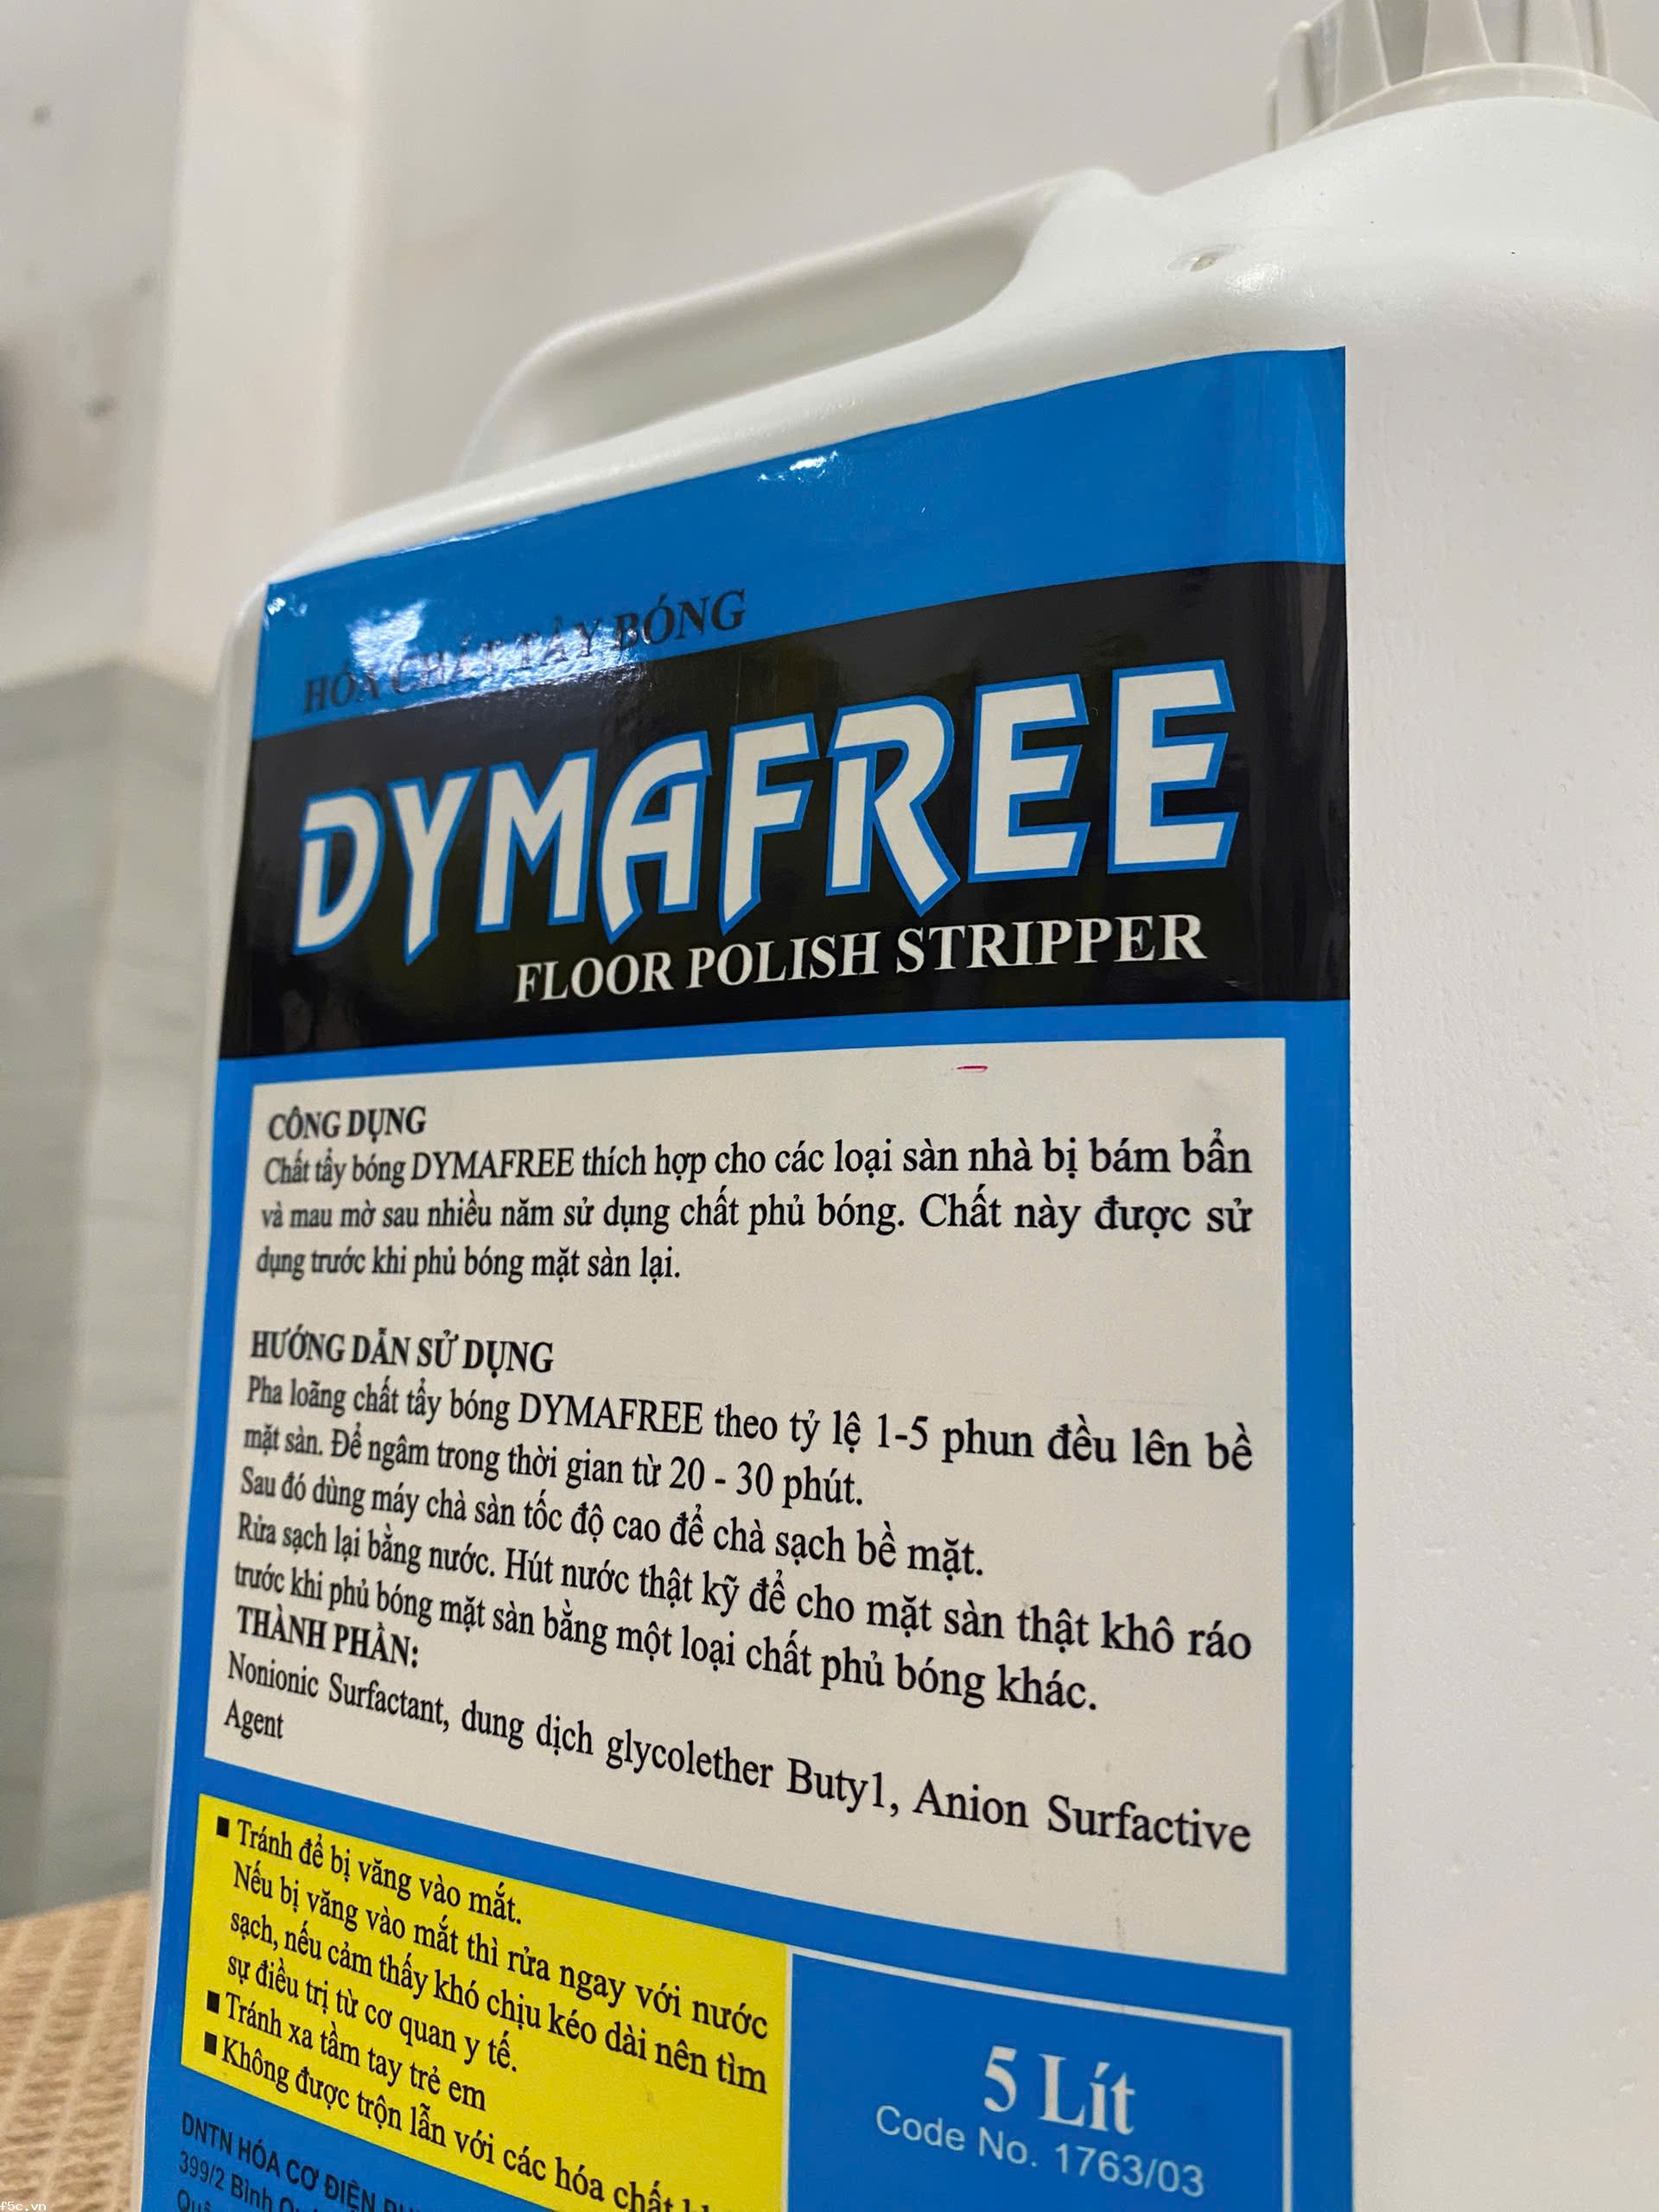 HÓA CHẤT TẨY BÓNG
DYMAFREE
FLOOR POLISH STRIPPER
CÔNG DỤNG
Chất tẩy bóng DYMAFREE thích hợp cho các loại sàn nhà bị bám bẩn
và mau mờ sau nhiều năm sử dụng chất phủ bóng. Chất này được sử
dụng trước khi phủ bóng mặt sàn lại.
HƯỚNG DẪN SỬ DỤNG
Pha loãng chất tẩy bóng DYMAFREE theo tỷ lệ 1-5 phun đều lên bề
mặt sàn. Để ngâm trong thời gian từ 20 - 30 phút.
Sau đó dùng máy chà sàn tốc độ cao để chà sạch bề mặt.
Rửa sạch lại bằng nước. Hút nước thật kỹ để cho mặt sàn thật khô ráo
trước khi phủ bóng mặt sàn bằng một loại chất phủ bóng khác.
THÀNH PHẦN:
Nonionic Surfactant, dung dịch glycolether Buty1, Anion Surfactive
Agent
■ Tránh để bị văng vào mắt.
Nếu bị văng vào mắt thì rửa ngay với nước
sạch, nếu cảm thấy khó chịu kéo dài nên tìm
sự điều trị từ cơ quan y tế.
■ Tránh xa tầm tay trẻ em
■ Không được trộn lẫn với các hóa chất
5 Lít
Code No. 1763/03
DNTN HÓA CƠ ĐIỆN
399/2 Bình
f5c.vn